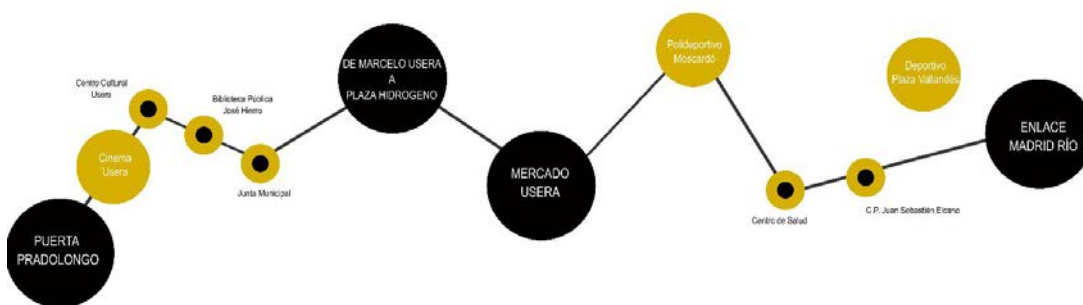 PUERTA
PRADOLONGO
Cinema
Usera
Centro Cultural
Usera
Biblioteca Pública
José Hierro
Junta Municipal
DE MARCELO USERA
A
PLAZA HIDROGENO
MERCADO
USERA
Polideportivo
Moscardó
Centro de Salud
C.P. Juan Sebastién Elcano
Deportivo
Plaza Vallandés
ENLACE
MADRID RÍO